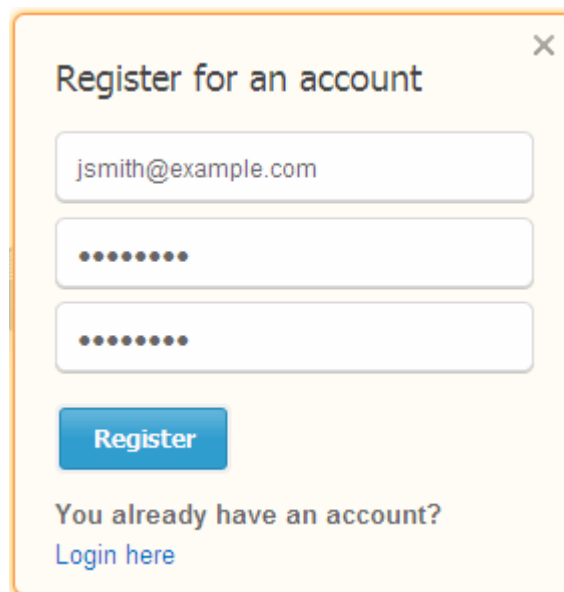 Register for an account
jsmith@example.com
••••••••
••••••••
Register
You already have an account?
Login here